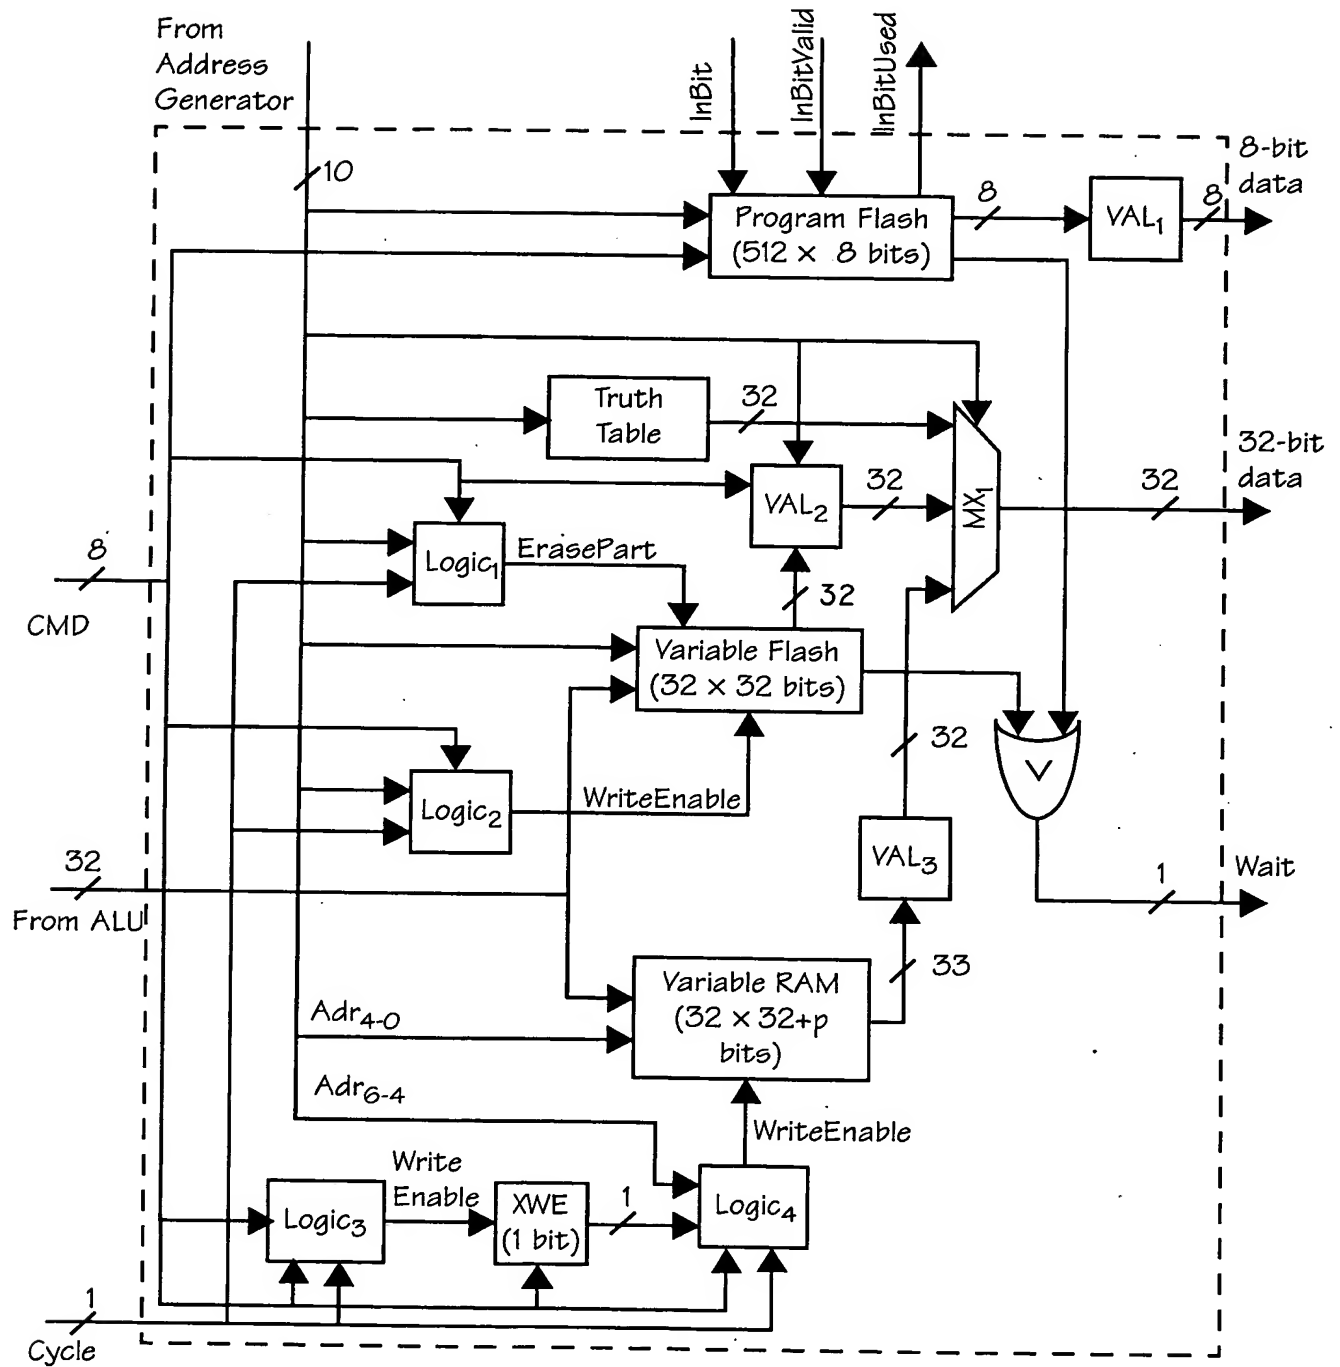 From
Address
Generator
InBit
InBitValid
InBitUsed
10
8-bit
data
Program Flash
(512 × 8 bits)
8
VAL1
8
Truth
Table
32
32-bit
data
VAL2
32
MX1
32
8
CMD
Logic1
ErasePart
32
Variable Flash
(32 × 32 bits)
32
V
Logic2
WriteEnable
VAL3
32
From ALU
1
Wait
33
Variable RAM
(32 × 32+p
bits)
Adr4-0
Adr6-4
WriteEnable
Write
Enable
Logic3
XWE
(1 bit)
1
Logic4
1
Cycle